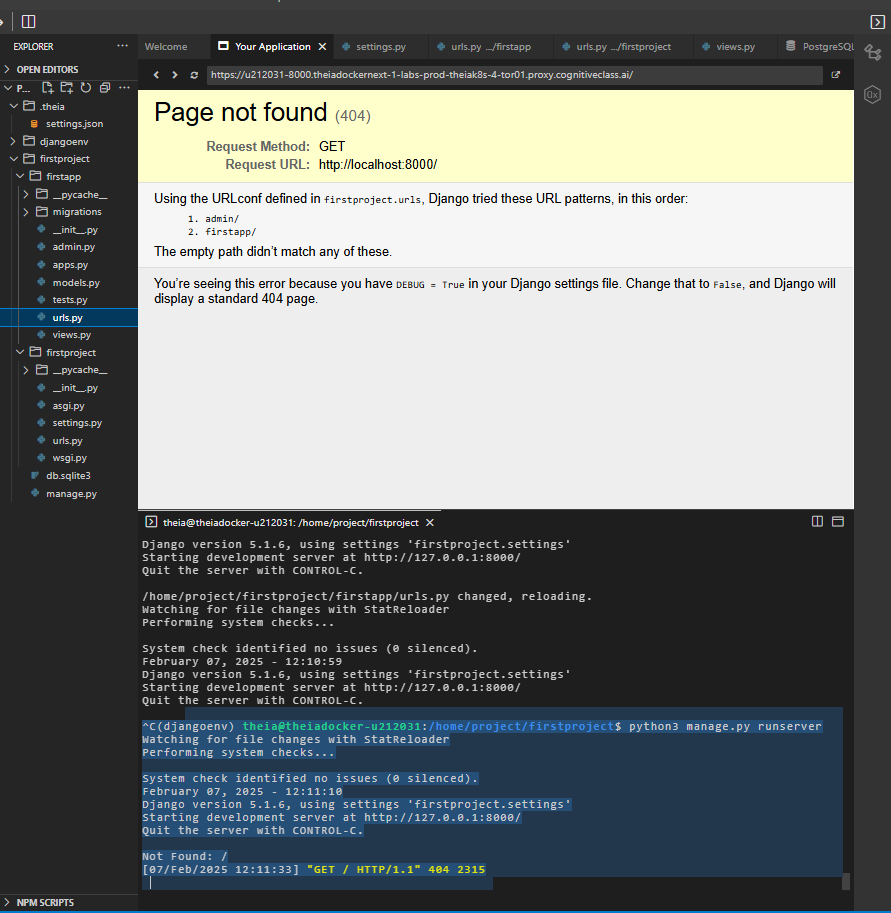 EXPLORER
OPEN EDITORS
P...
.theia
settings.json
djangoenv
firstproject
firstapp
__pycache__
migrations
__init__.py
admin.py
apps.py
models.py
tests.py
urls.py
views.py
firstproject
__pycache__
__init__.py
asgi.py
settings.py
urls.py
wsgi.py
db.sqlite3
manage.py
NPM SCRIPTS
Welcome
Your Application
settings.py
urls.py .../firstapp
urls.py .../firstproject
views.py
PostgreSQL
https://u212031-8000.theiadockernext-1-labs-prod-theiak8s-4-tor01.proxy.cognitiveclass.ai/
Page not found (404)
Request Method: GET
Request URL: http://localhost:8000/
Using the URLconf defined in firstproject.urls, Django tried these URL patterns, in this order:
1. admin/
2. firstapp/
The empty path didn't match any of these.
You're seeing this error because you have DEBUG = True in your Django settings file. Change that to False, and Django will
display a standard 404 page.
theia@theiadocker-u212031: /home/project/firstproject
Django version 5.1.6, using settings 'firstproject.settings'
Starting development server at http://127.0.0.1:8000/
Quit the server with CONTROL-C.
/home/project/firstproject/firstapp/urls.py changed, reloading.
Watching for file changes with StatReloader
Performing system checks...
System check identified no issues (0 silenced).
February 07, 2025 - 12:10:59
Django version 5.1.6, using settings 'firstproject.settings'
Starting development server at http://127.0.0.1:8000/
Quit the server with CONTROL-C.
^C(djangoenv) theia@theiadocker-u212031:/home/project/firstproject$ python3 manage.py runserver
Watching for file changes with StatReloader
Performing system checks...
System check identified no issues (0 silenced).
February 07, 2025 - 12:11:10
Django version 5.1.6, using settings 'firstproject.settings'
Starting development server at http://127.0.0.1:8000/
Quit the server with CONTROL-C.
Not Found: /
[07/Feb/2025 12:11:33] "GET / HTTP/1.1" 404 2315